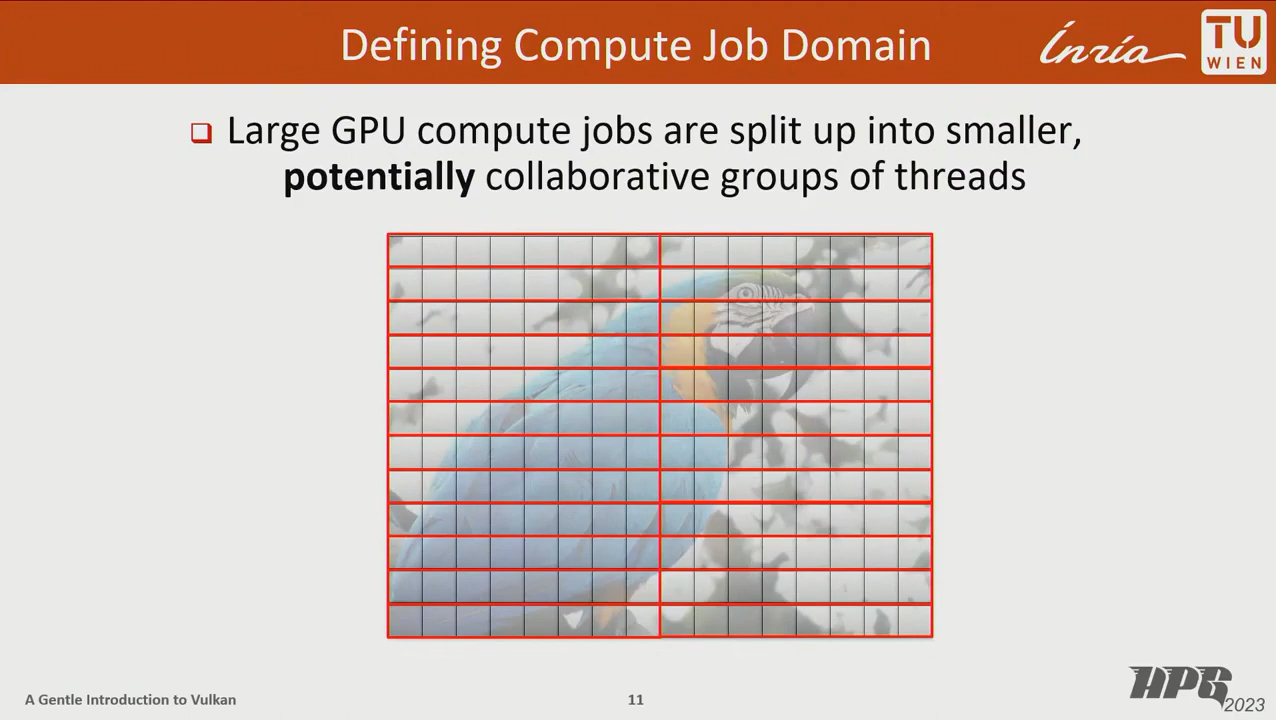 Defining Compute Job Domain
Inria
TU
WIEN
Large GPU compute jobs are split up into smaller,
potentially collaborative groups of threads
A Gentle Introduction to Vulkan
11
HPG
2023